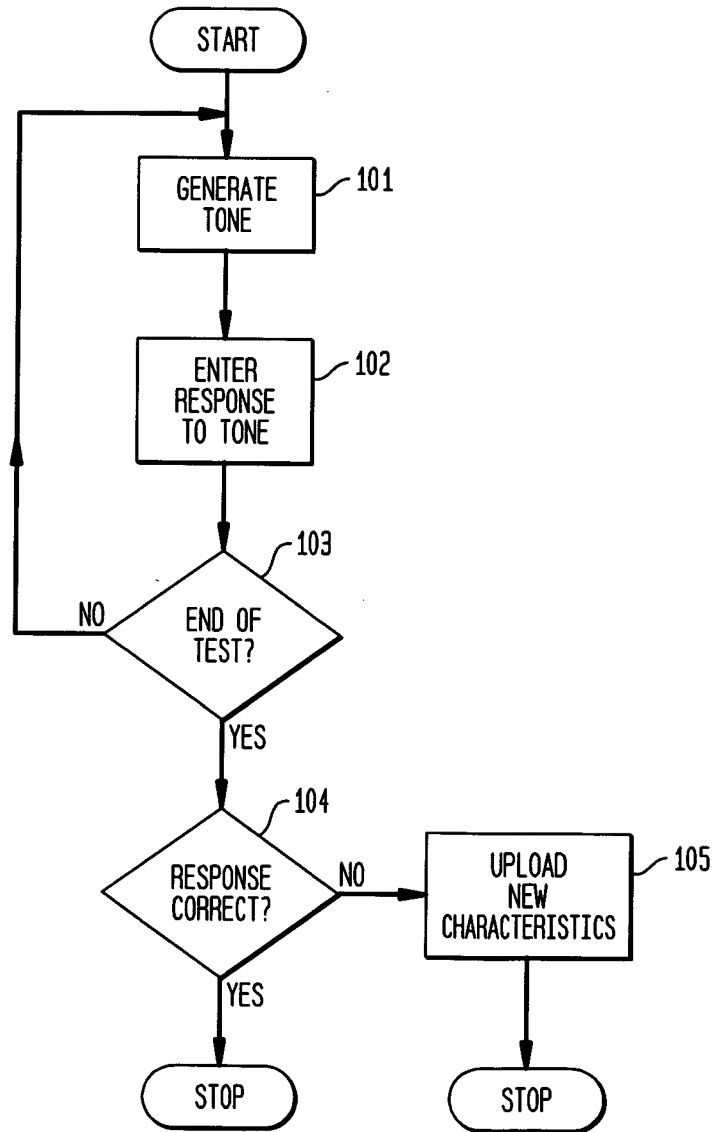 START
GENERATE
TONE
101
ENTER
RESPONSE
TO TONE
102
END OF
TEST?
103
NO
YES
RESPONSE
CORRECT?
104
NO
YES
UPLOAD
NEW
CHARACTERISTICS
105
STOP
STOP